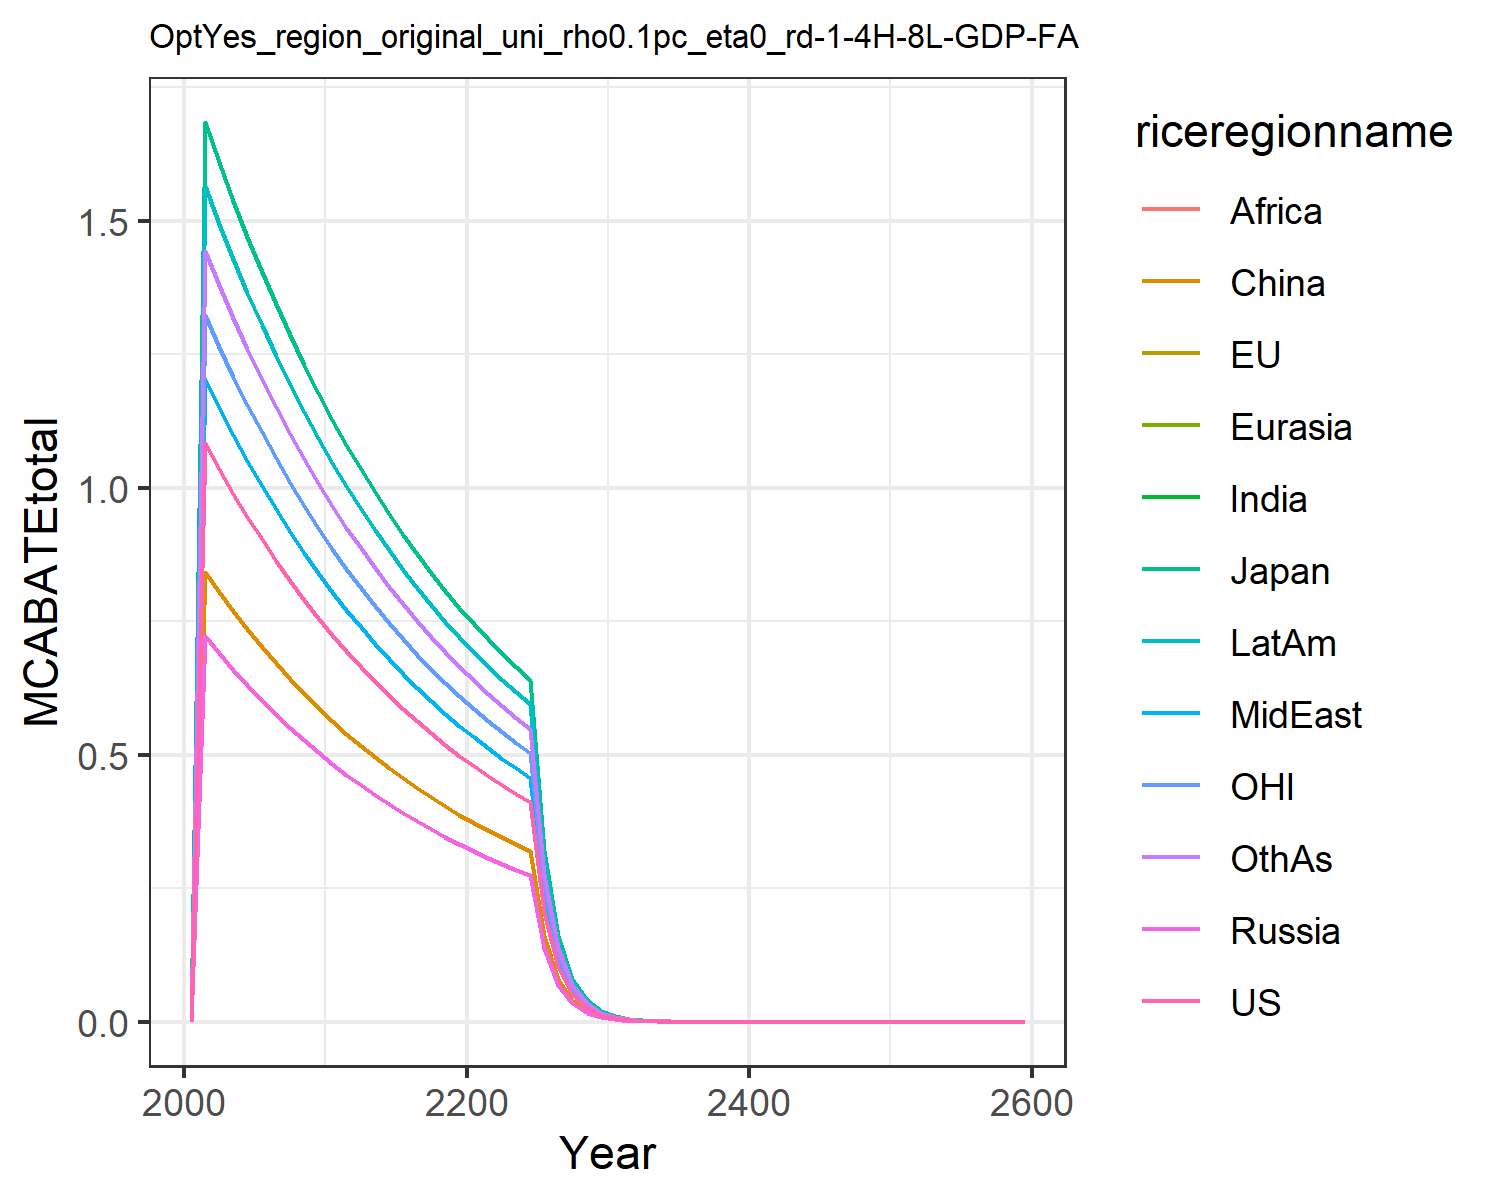 OptYes_region_original_uni_rho0.1pc_eta0_rd-1-4H-8L-GDP-FA
MCABATEtotal
1.5
1.0
0.5
0.0
2000 2200 2400 2600
Year
riceregionname
Africa
China
EU
Eurasia
India
Japan
LatAm
MidEast
OHI
OthAs
Russia
US